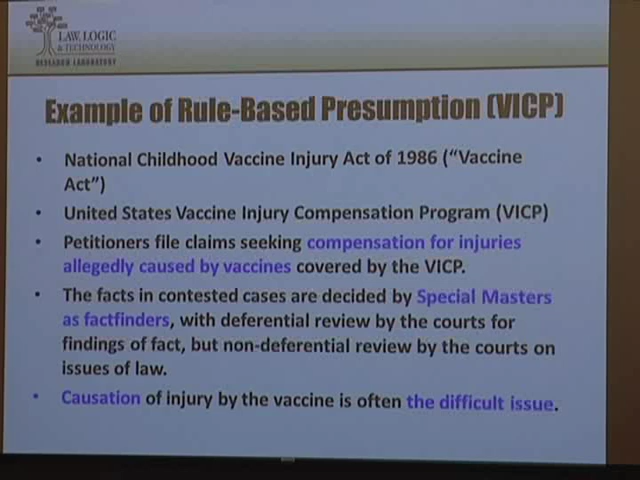 LAW, LOGIC
& TECHNOLOGY
RESEARCH LABORATORY
Example of Rule-Based Presumption (VICP)
• National Childhood Vaccine Injury Act of 1986 (“Vaccine
Act”)
• United States Vaccine Injury Compensation Program (VICP)
• Petitioners file claims seeking compensation for injuries
allegedly caused by vaccines covered by the VICP.
• The facts in contested cases are decided by Special Masters
as factfinders, with deferential review by the courts for
findings of fact, but non-deferential review by the courts on
issues of law.
• Causation of injury by the vaccine is often the difficult issue.